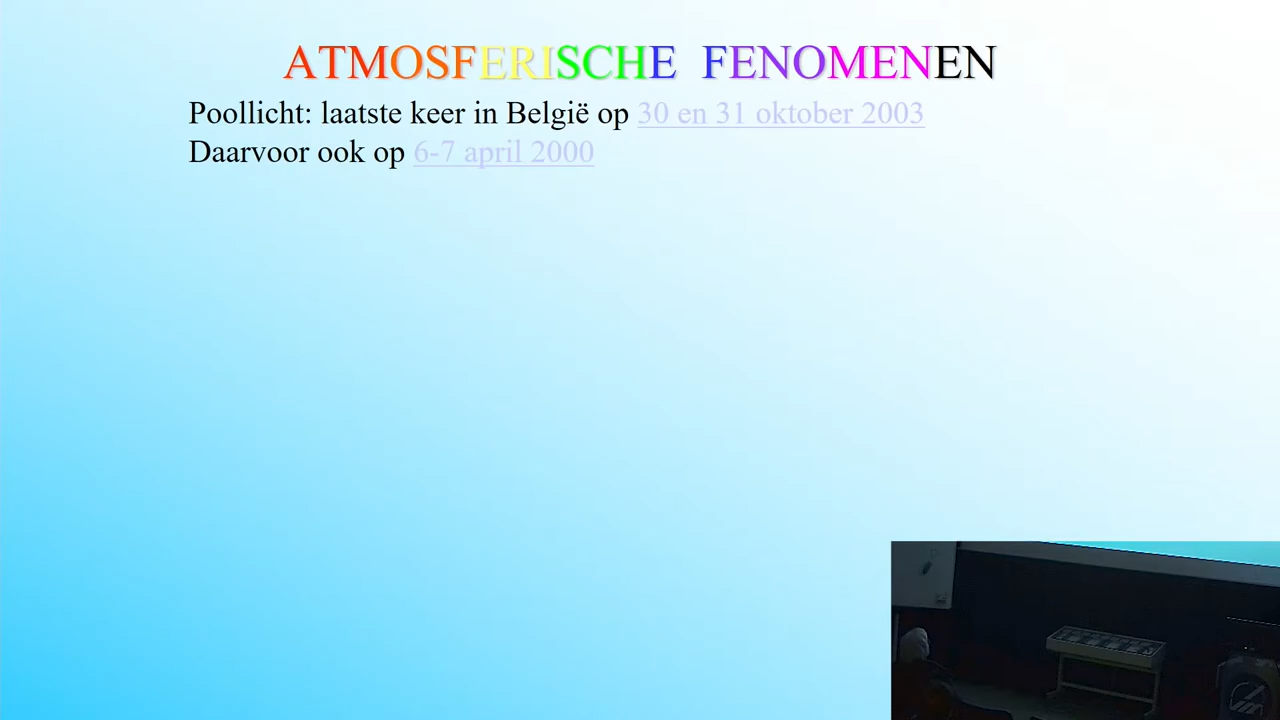 ATMOSFERISCHE FENOMENEN
Poollicht: laatste keer in België op 30 en 31 oktober 2003
Daarvoor ook op 6-7 april 2000